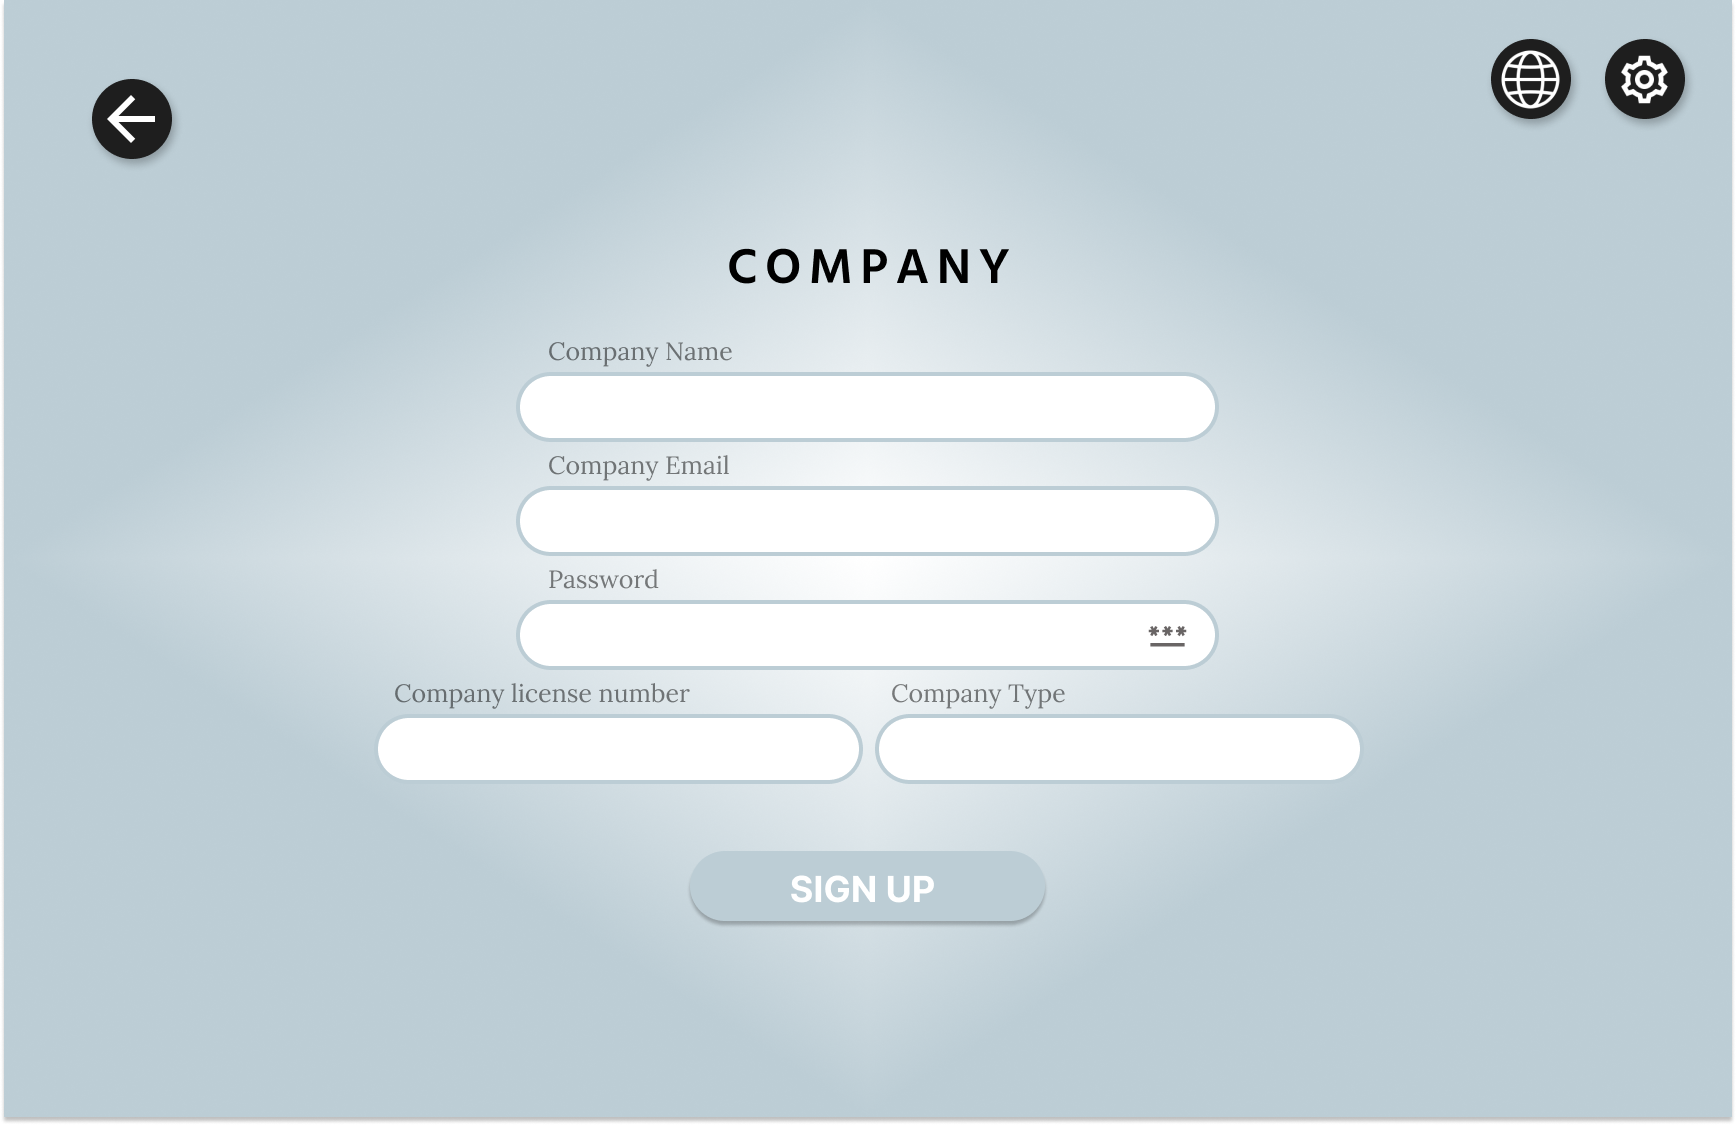 COMPANY
Company Name
Company Email
Password
***
Company license number
Company Type
SIGN UP